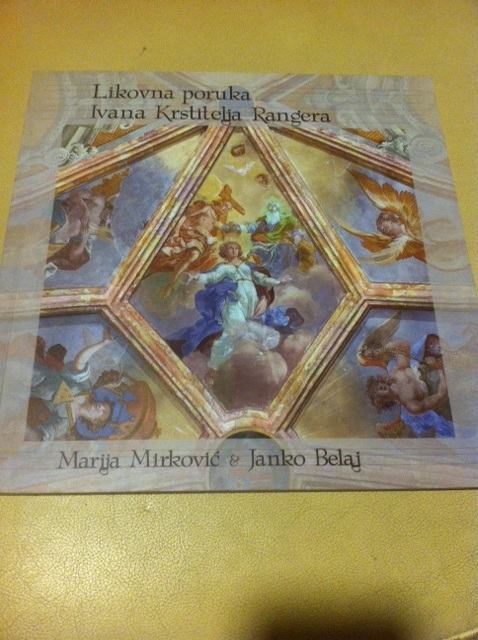 Likovna poruka
Ivana Krstitelja Rangera
Marija Mirković & Janko Belaj